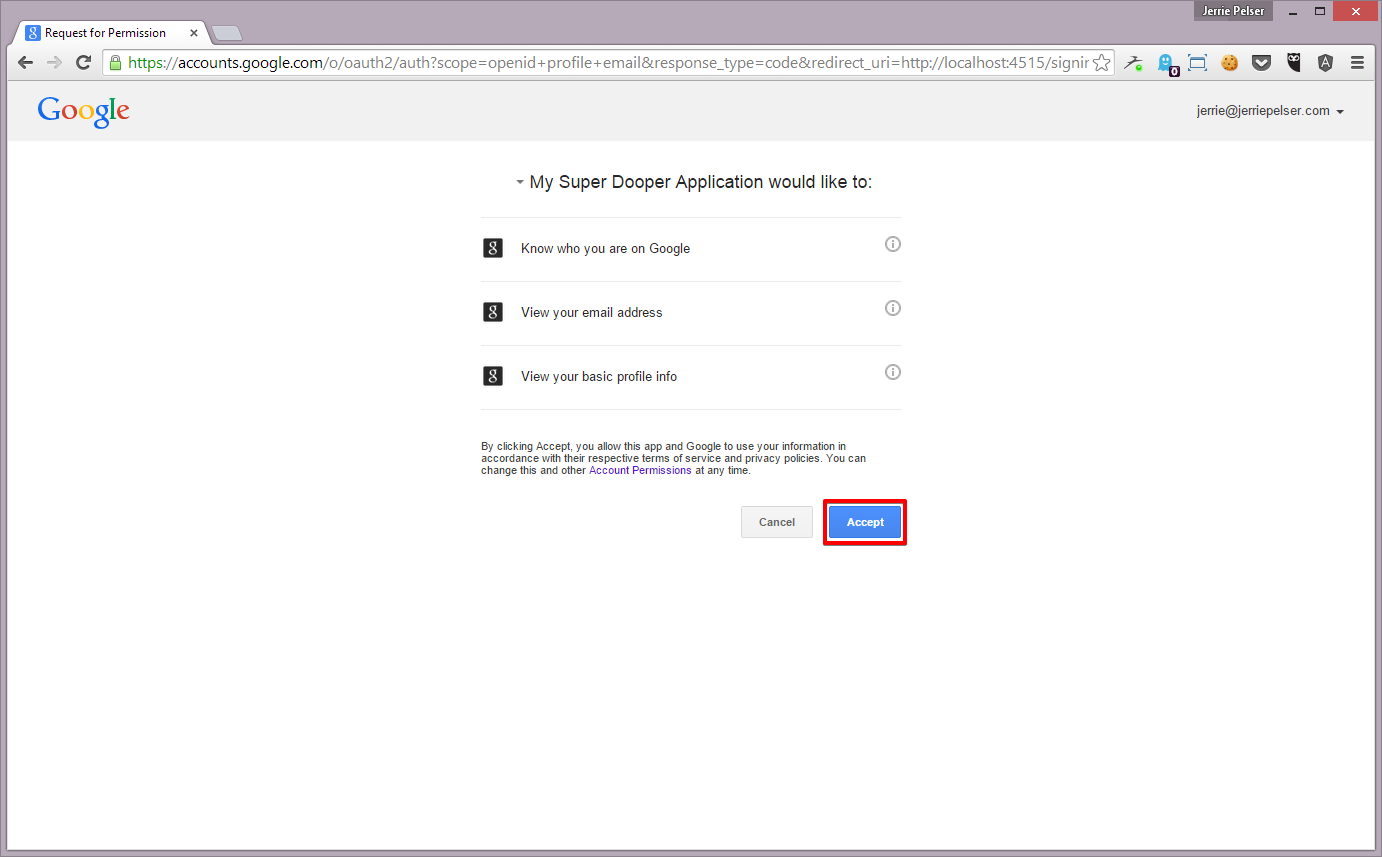 Jerrie Pelser
Request for Permission
https://accounts.google.com/o/oauth2/auth?scope=openid+profile+email&response_type=code&redirect_uri=http://localhost:4515/signir
0
Google
jerrie@jerriepelser.com
My Super Dooper Application would like to:
Know who you are on Google
View your email address
View your basic profile info
By clicking Accept, you allow this app and Google to use your information in
accordance with their respective terms of service and privacy policies. You can
change this and other Account Permissions at any time.
Cancel
Accept